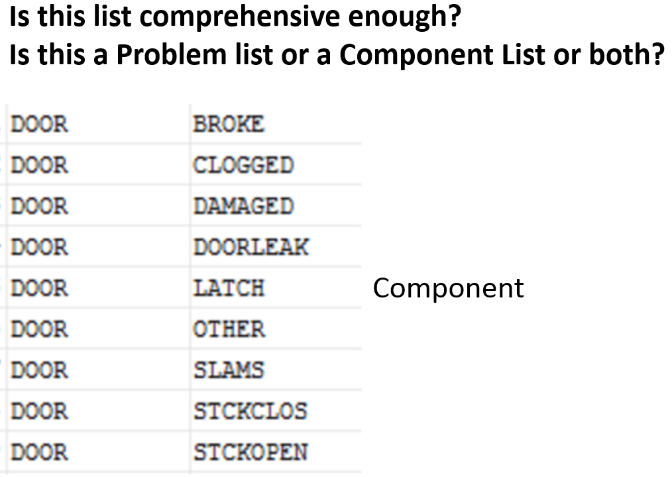 Is this list comprehensive enough?
Is this a Problem list or a Component List or both?
DOOR BROKE
DOOR CLOGGED
DOOR DAMAGED
DOOR DOORLEAK
DOOR LATCH Component
DOOR OTHER
DOOR SLAMS
DOOR STCKCLOS
DOOR STCKOPEN